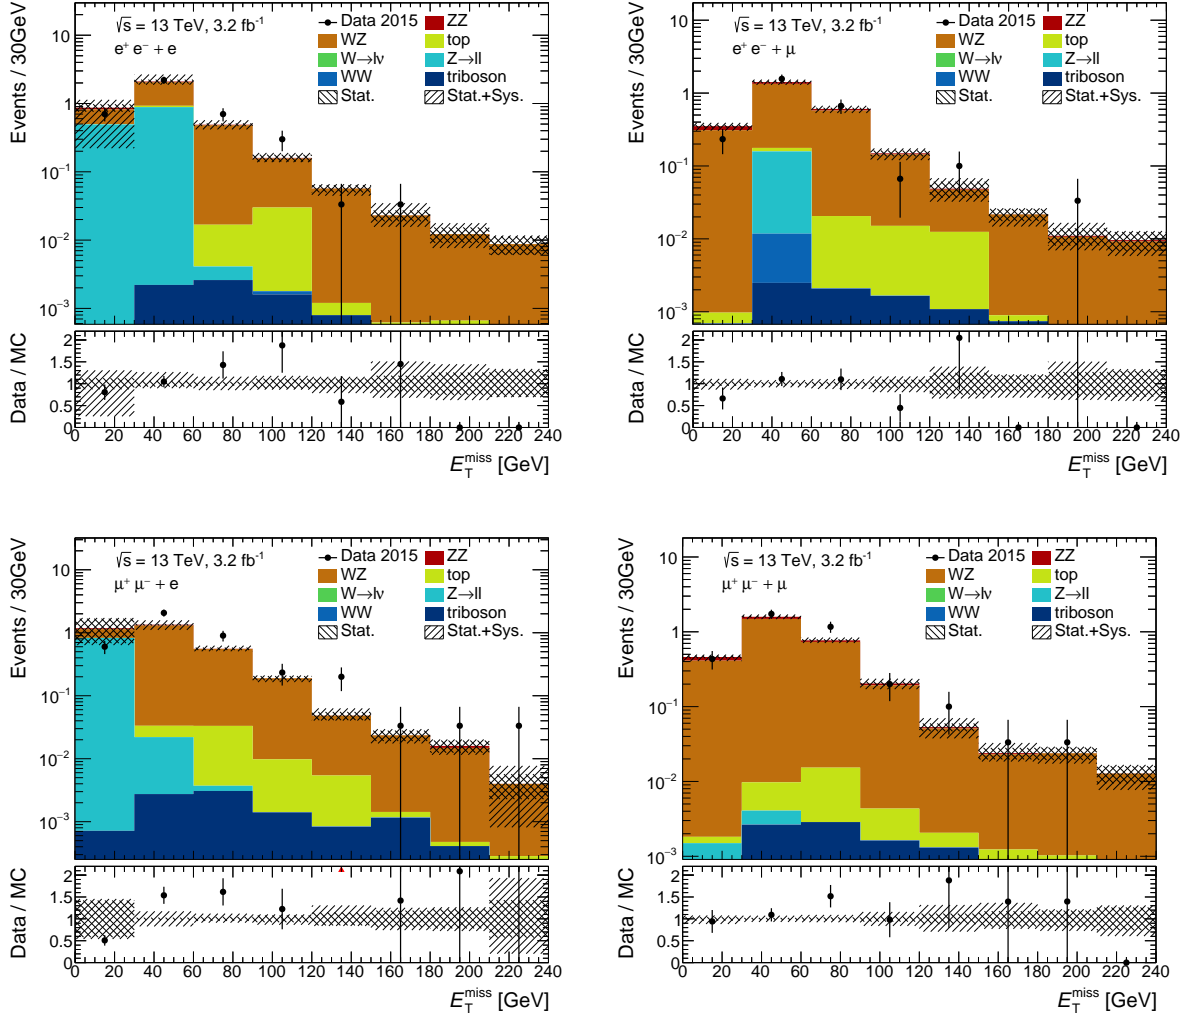 √s = 13 TeV, 3.2 fb⁻¹
e⁺ e⁻ + e
Data 2015
ZZ
WZ
top
W→lν
Z→ll
WW
triboson
Stat.
Stat.+Sys.
Events / 30GeV
10
1
10⁻¹
10⁻²
10⁻³
Data / MC
2
1.5
1
0.5
0
0 20 40 60 80 100 120 140 160 180 200 220 240
E_T^miss [GeV]
√s = 13 TeV, 3.2 fb⁻¹
e⁺ e⁻ + μ
Data 2015
ZZ
WZ
top
W→lν
Z→ll
WW
triboson
Stat.
Stat.+Sys.
Events / 30GeV
10
1
10⁻¹
10⁻²
10⁻³
Data / MC
2
1.5
1
0.5
0
0 20 40 60 80 100 120 140 160 180 200 220 240
E_T^miss [GeV]
√s = 13 TeV, 3.2 fb⁻¹
μ⁺ μ⁻ + e
Data 2015
ZZ
WZ
top
W→lν
Z→ll
WW
triboson
Stat.
Stat.+Sys.
Events / 30GeV
10
1
10⁻¹
10⁻²
10⁻³
Data / MC
2
1.5
1
0.5
0
0 20 40 60 80 100 120 140 160 180 200 220 240
E_T^miss [GeV]
√s = 13 TeV, 3.2 fb⁻¹
μ⁺ μ⁻ + μ
Data 2015
ZZ
WZ
top
W→lν
Z→ll
WW
triboson
Stat.
Stat.+Sys.
Events / 30GeV
10
1
10⁻¹
10⁻²
10⁻³
Data / MC
2
1.5
1
0.5
0
0 20 40 60 80 100 120 140 160 180 200 220 240
E_T^miss [GeV]